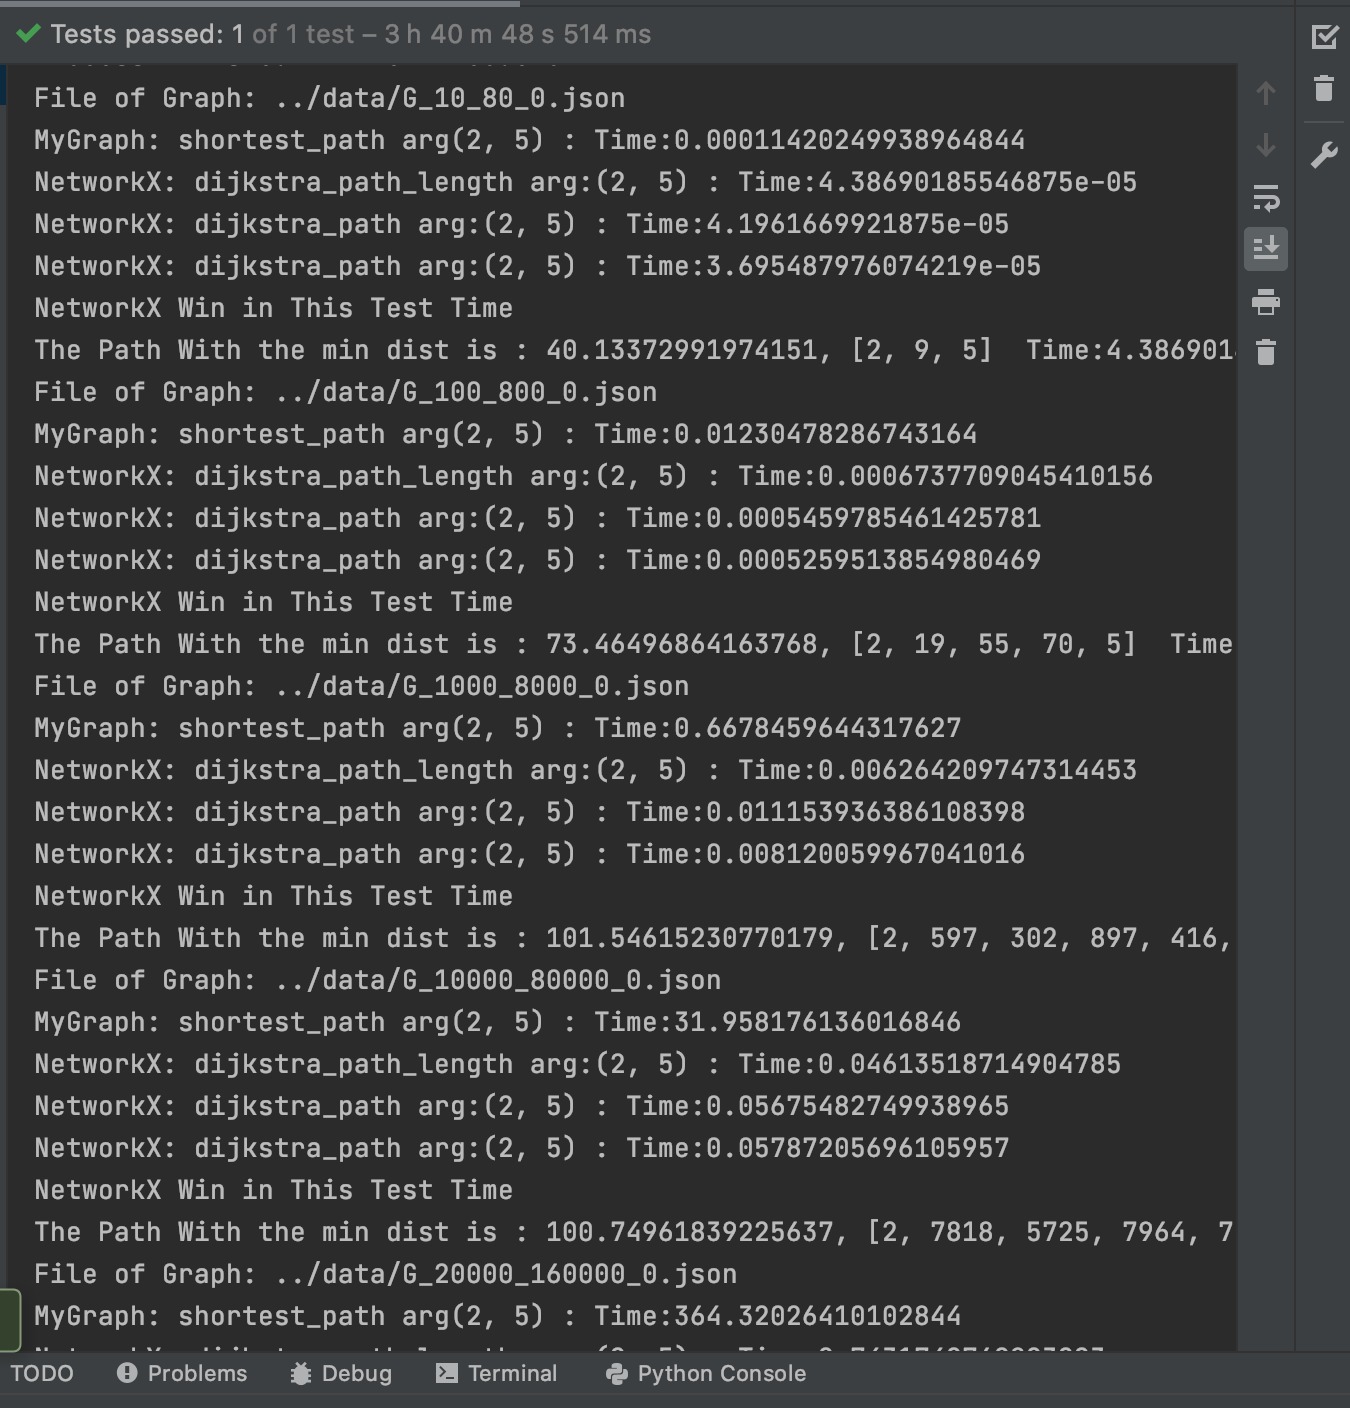 Tests passed: 1 of 1 test – 3 h 40 m 48 s 514 ms
File of Graph: ../data/G_10_80_0.json
MyGraph: shortest_path arg(2, 5) : Time:0.00011420249938964844
NetworkX: dijkstra_path_length arg:(2, 5) : Time:4.38690185546875e-05
NetworkX: dijkstra_path arg:(2, 5) : Time:4.1961669921875e-05
NetworkX: dijkstra_path arg:(2, 5) : Time:3.695487976074219e-05
NetworkX Win in This Test Time
The Path With the min dist is : 40.13372991974151, [2, 9, 5]  Time:4.386901
File of Graph: ../data/G_100_800_0.json
MyGraph: shortest_path arg(2, 5) : Time:0.01230478286743164
NetworkX: dijkstra_path_length arg:(2, 5) : Time:0.0006737709045410156
NetworkX: dijkstra_path arg:(2, 5) : Time:0.0005459785461425781
NetworkX: dijkstra_path arg:(2, 5) : Time:0.0005259513854980469
NetworkX Win in This Test Time
The Path With the min dist is : 73.46496864163768, [2, 19, 55, 70, 5]  Time
File of Graph: ../data/G_1000_8000_0.json
MyGraph: shortest_path arg(2, 5) : Time:0.6678459644317627
NetworkX: dijkstra_path_length arg:(2, 5) : Time:0.006264209747314453
NetworkX: dijkstra_path arg:(2, 5) : Time:0.011153936386108398
NetworkX: dijkstra_path arg:(2, 5) : Time:0.008120059967041016
NetworkX Win in This Test Time
The Path With the min dist is : 101.54615230770179, [2, 597, 302, 897, 416,
File of Graph: ../data/G_10000_80000_0.json
MyGraph: shortest_path arg(2, 5) : Time:31.958176136016846
NetworkX: dijkstra_path_length arg:(2, 5) : Time:0.04613518714904785
NetworkX: dijkstra_path arg:(2, 5) : Time:0.05675482749938965
NetworkX: dijkstra_path arg:(2, 5) : Time:0.05787205696105957
NetworkX Win in This Test Time
The Path With the min dist is : 100.74961839225637, [2, 7818, 5725, 7964, 7
File of Graph: ../data/G_20000_160000_0.json
MyGraph: shortest_path arg(2, 5) : Time:364.32026410102844
TODO Problems Debug Terminal Python Console